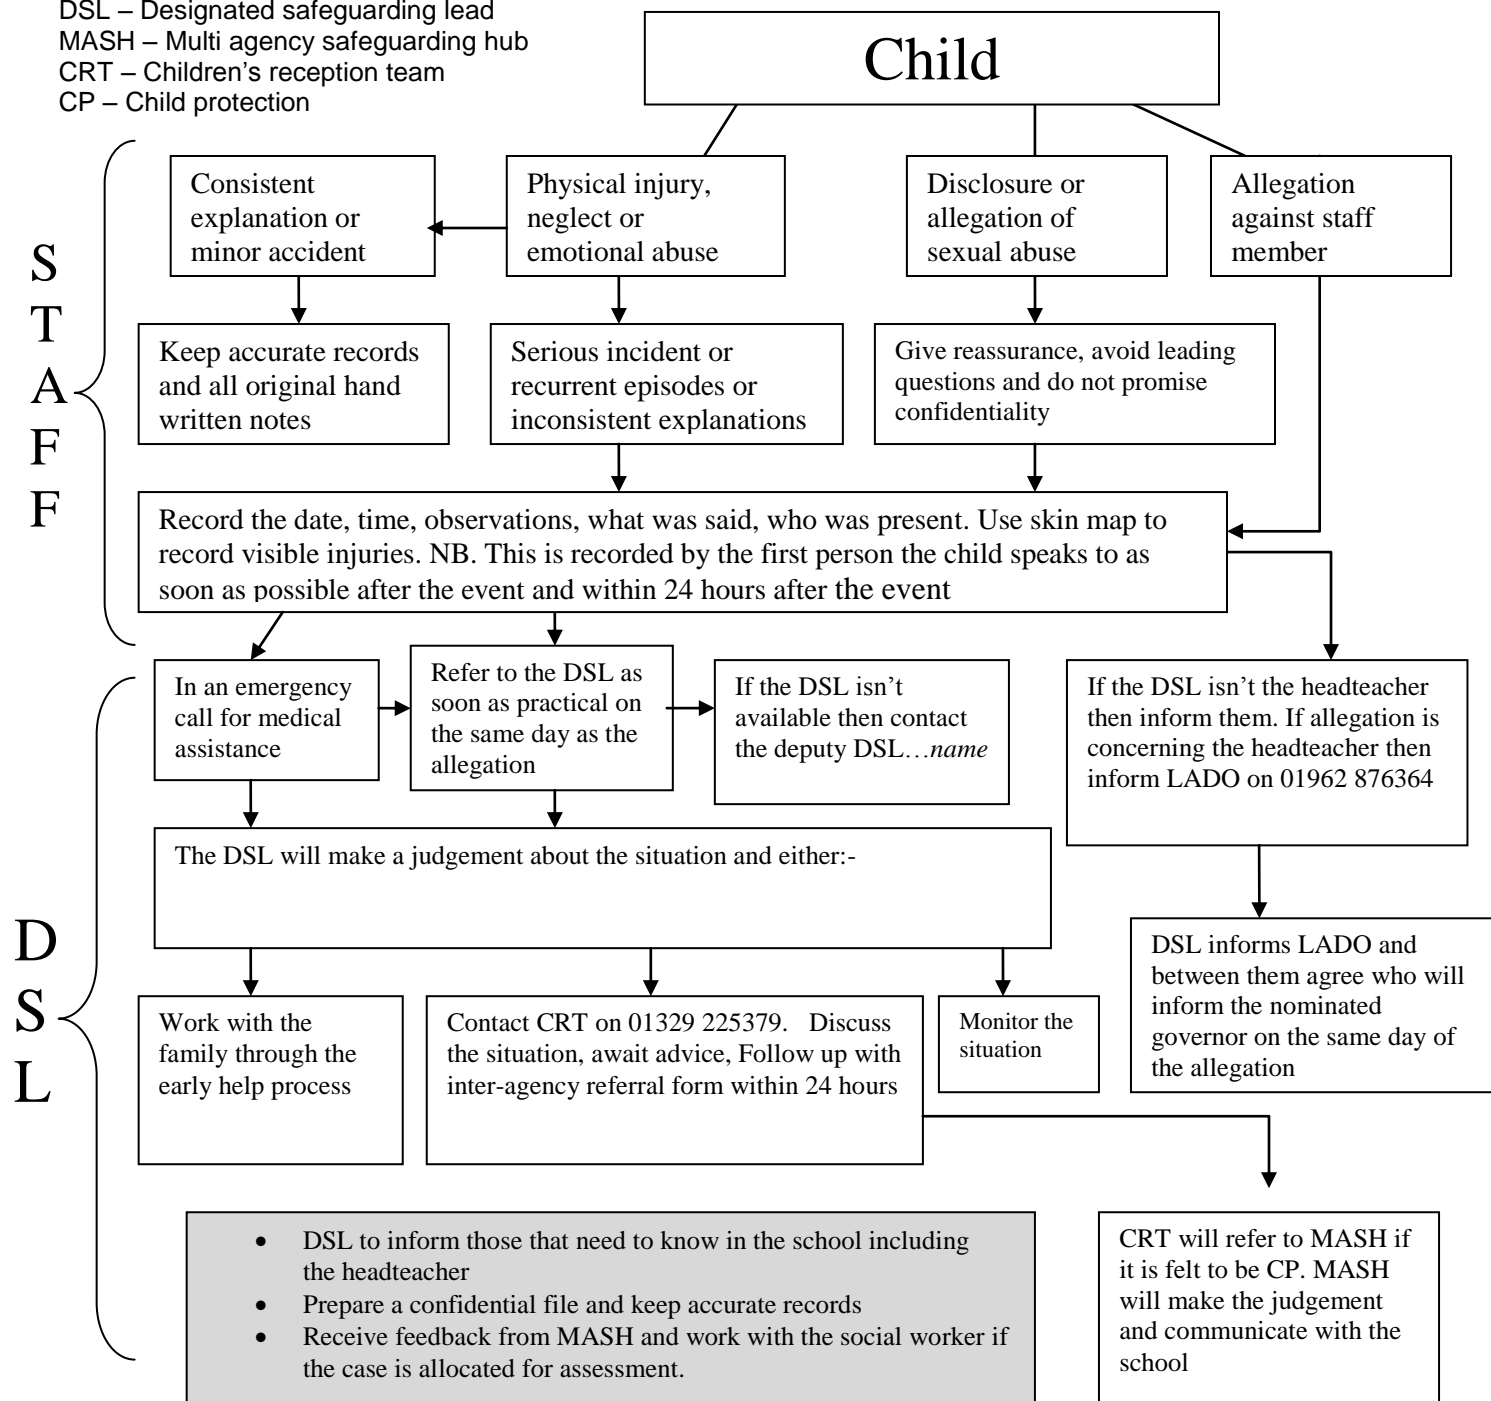 DSL – Designated safeguarding lead
MASH – Multi agency safeguarding hub
CRT – Children's reception team
CP – Child protection
Child
S
T
A
F
F
Consistent
explanation or
minor accident
Physical injury,
neglect or
emotional abuse
Disclosure or
allegation of
sexual abuse
Allegation
against staff
member
Keep accurate records
and all original hand
written notes
Serious incident or
recurrent episodes or
inconsistent explanations
Give reassurance, avoid leading
questions and do not promise
confidentiality
Record the date, time, observations, what was said, who was present. Use skin map to
record visible injuries. NB. This is recorded by the first person the child speaks to as
soon as possible after the event and within 24 hours after the event
D
S
L
In an emergency
call for medical
assistance
Refer to the DSL as
soon as practical on
the same day as the
allegation
If the DSL isn't
available then contact
the deputy DSL…name
If the DSL isn't the headteacher
then inform them. If allegation is
concerning the headteacher then
inform LADO on 01962 876364
The DSL will make a judgement about the situation and either:-
DSL informs LADO and
between them agree who will
inform the nominated
governor on the same day of
the allegation
Work with the
family through the
early help process
Contact CRT on 01329 225379.   Discuss
the situation, await advice, Follow up with
inter-agency referral form within 24 hours
Monitor the
situation
• DSL to inform those that need to know in the school including
the headteacher
• Prepare a confidential file and keep accurate records
• Receive feedback from MASH and work with the social worker if
the case is allocated for assessment.
CRT will refer to MASH if
it is felt to be CP. MASH
will make the judgement
and communicate with the
school